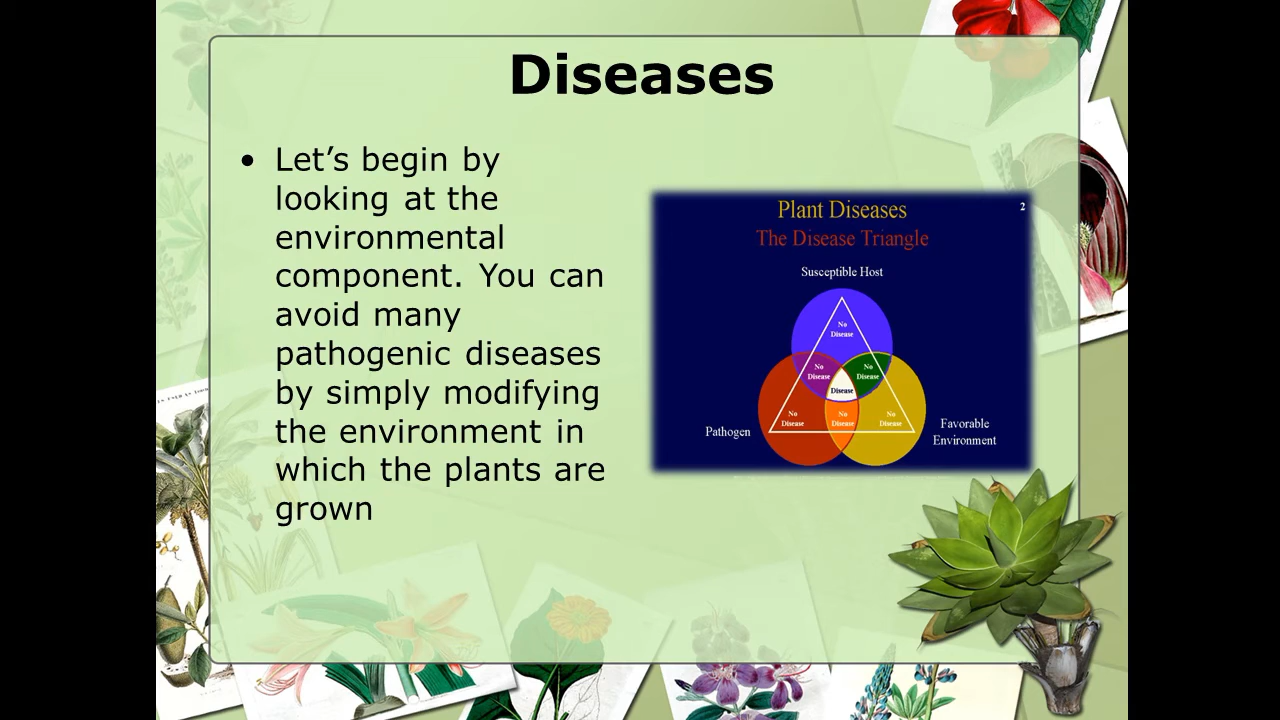 Diseases
• Let’s begin by
looking at the
environmental
component. You can
avoid many
pathogenic diseases
by simply modifying
the environment in
which the plants are
grown
Plant Diseases
2
The Disease Triangle
Susceptible Host
No
Disease
No
Disease
No
Disease
Disease
No
Disease
No
Disease
No
Disease
Pathogen
Favorable
Environment